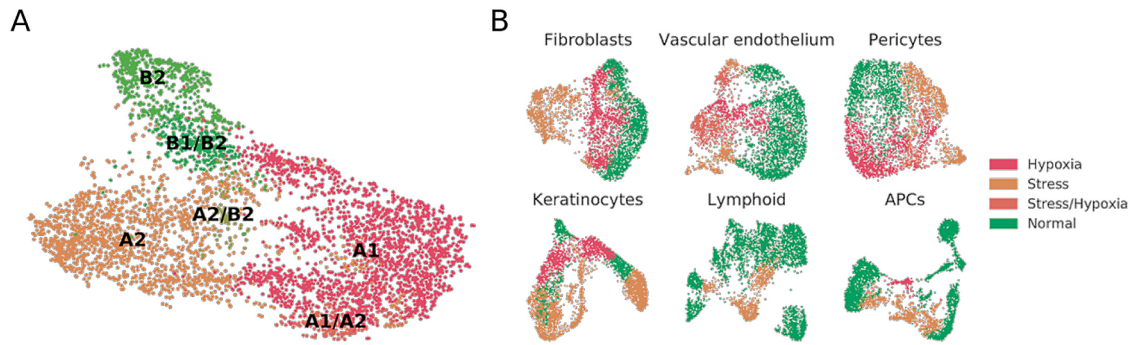 A
B
Fibroblasts
Vascular endothelium
Pericytes
B2
B1/B2
A2/B2
A2
A1
A1/A2
Keratinocytes
Lymphoid
APCs
Hypoxia
Stress
Stress/Hypoxia
Normal